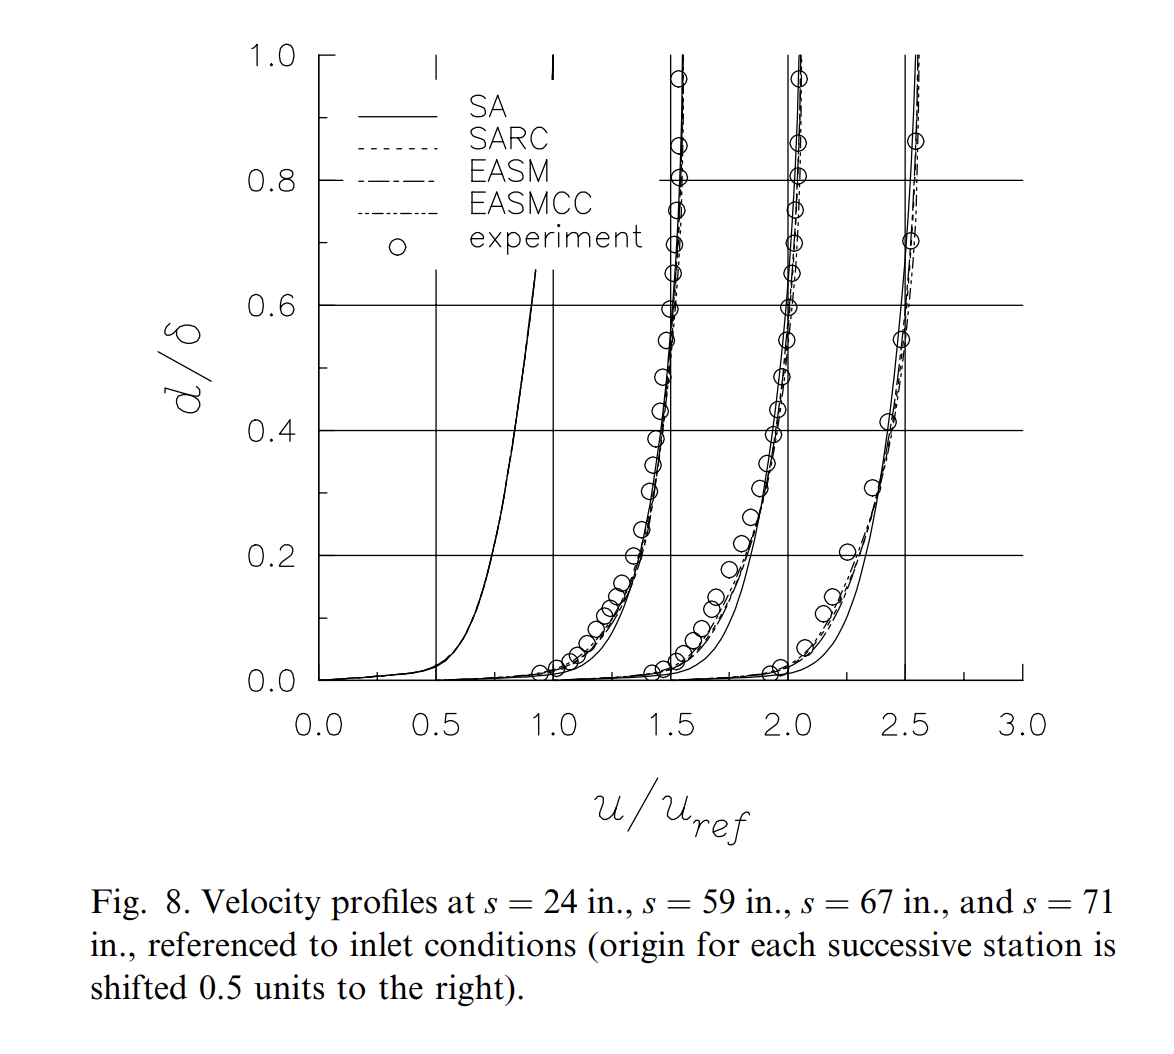 1.0
SA
SARC
0.8
EASM
EASMCC
experiment
0.6
d/δ
0.4
0.2
0.0
0.0 0.5 1.0 1.5 2.0 2.5 3.0
u/u_ref
Fig. 8. Velocity profiles at s = 24 in., s = 59 in., s = 67 in., and s = 71
in., referenced to inlet conditions (origin for each successive station is
shifted 0.5 units to the right).